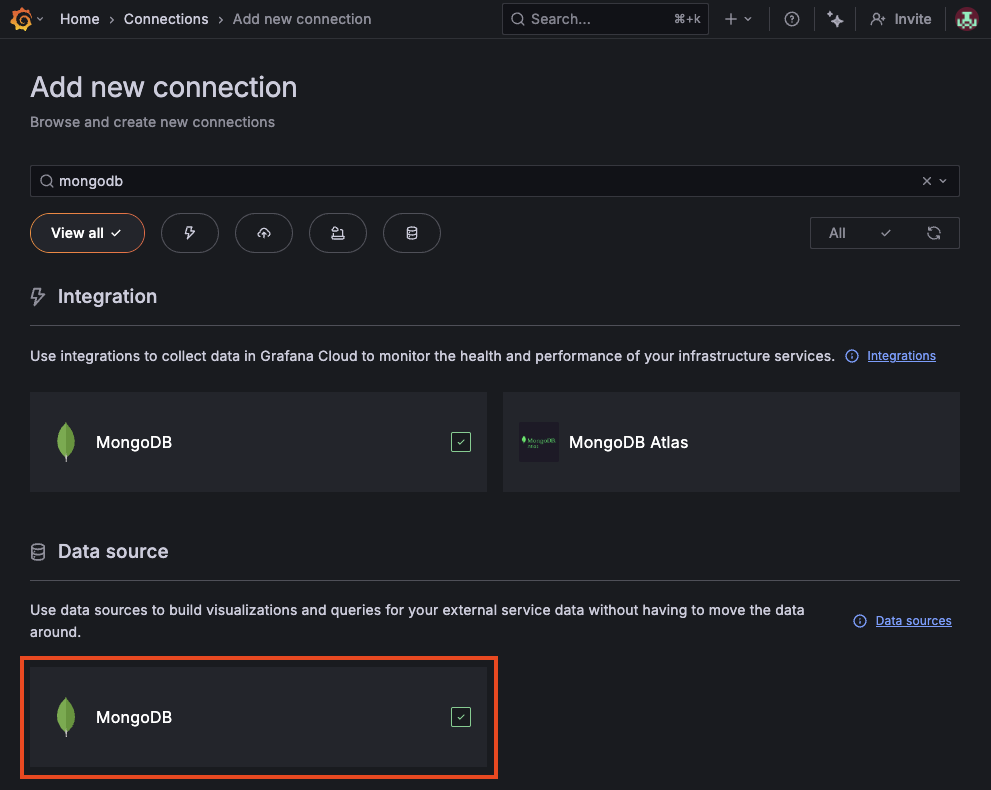 Home › Connections › Add new connection
Search... ⌘+k
Invite
Add new connection
Browse and create new connections
mongodb
View all
All
Integration
Use integrations to collect data in Grafana Cloud to monitor the health and performance of your infrastructure services.
Integrations
MongoDB
MongoDB Atlas
Data source
Use data sources to build visualizations and queries for your external service data without having to move the data
around.
Data sources
MongoDB